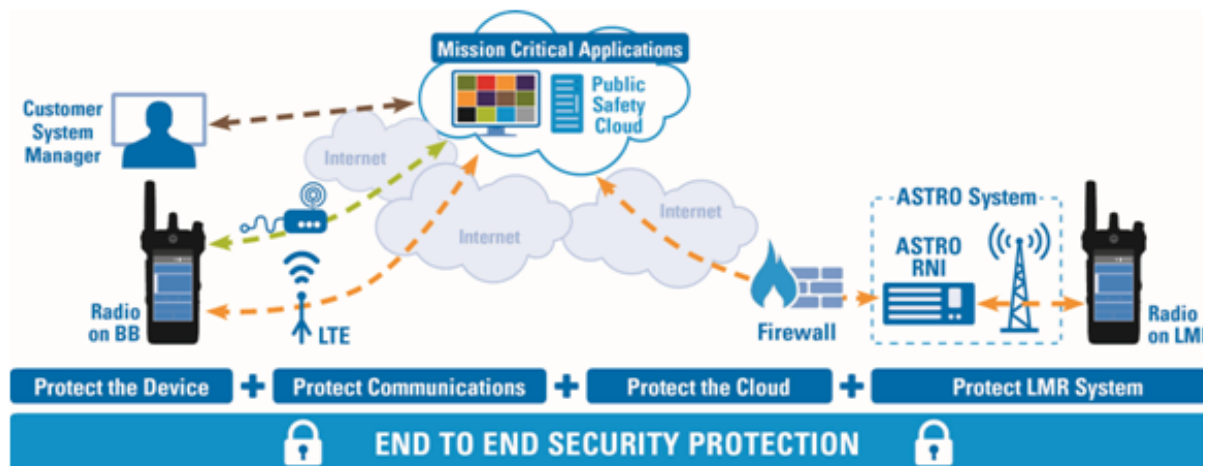 Mission Critical Applications
Public
Safety
Cloud
Customer
System
Manager
Internet
Internet
Internet
ASTRO System
ASTRO
RNI
Radio
on BB
LTE
Firewall
Radio
on LM
Protect the Device + Protect Communications + Protect the Cloud + Protect LMR System
END TO END SECURITY PROTECTION